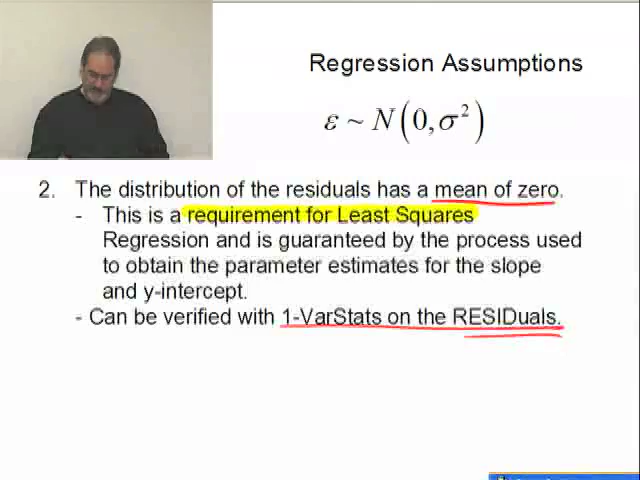 Regression Assumptions
ε ~ N(0, σ²)
2. The distribution of the residuals has a mean of zero.
- This is a requirement for Least Squares
Regression and is guaranteed by the process used
to obtain the parameter estimates for the slope
and y-intercept.
- Can be verified with 1-VarStats on the RESIDuals.